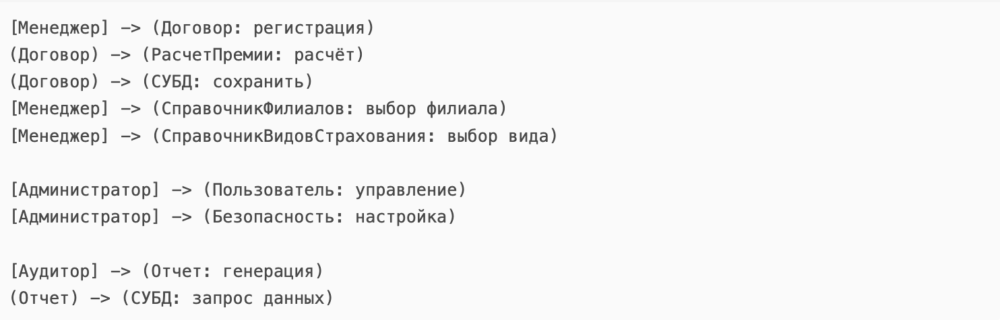 [Менеджер] —> (Договор: регистрация)
(Договор) —> (РасчетПремии: расчёт)
(Договор) —> (СУБД: сохранить)
[Менеджер] —> (СправочникФилиалов: выбор филиала)
[Менеджер] —> (СправочникВидовСтрахования: выбор вида)
[Администратор] —> (Пользователь: управление)
[Администратор] —> (Безопасность: настройка)
[Аудитор] —> (Отчет: генерация)
(Отчет) —> (СУБД: запрос данных)